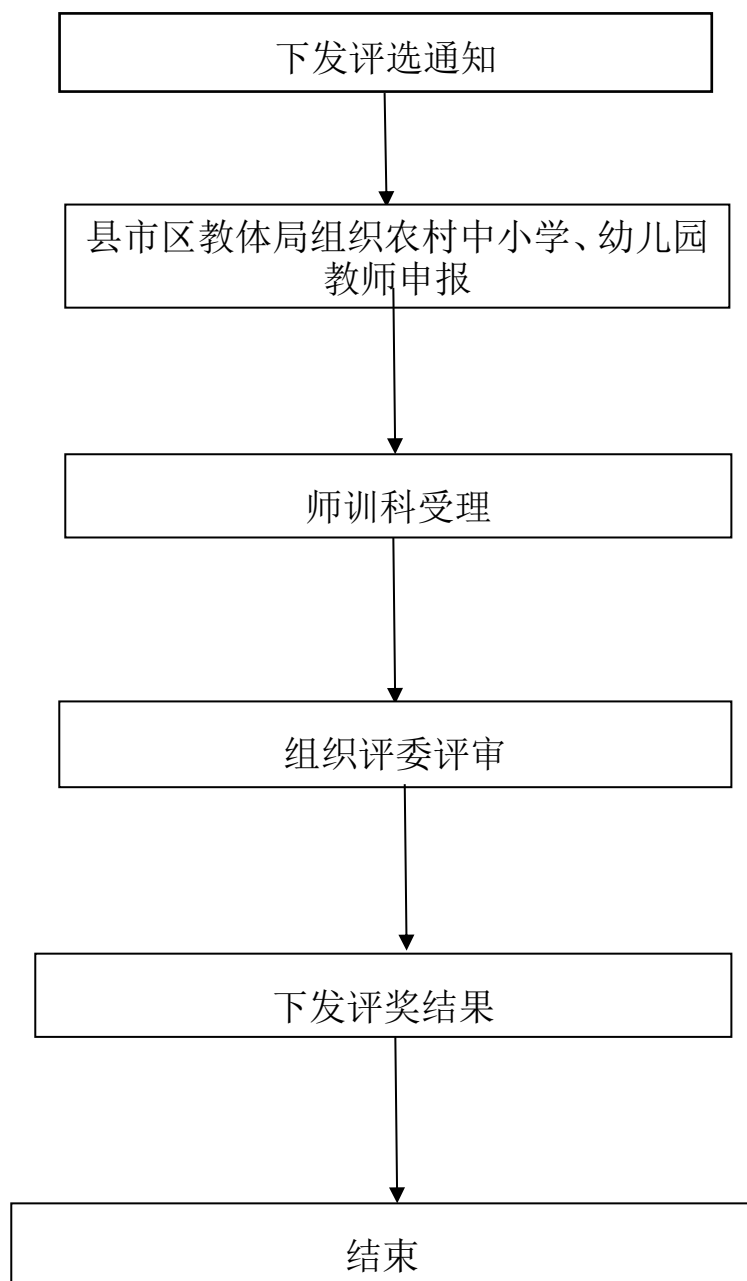 下发评选通知
县市区教体局组织农村中小学、幼儿园
教师申报
师训科受理
组织评委评审
下发评奖结果
结束